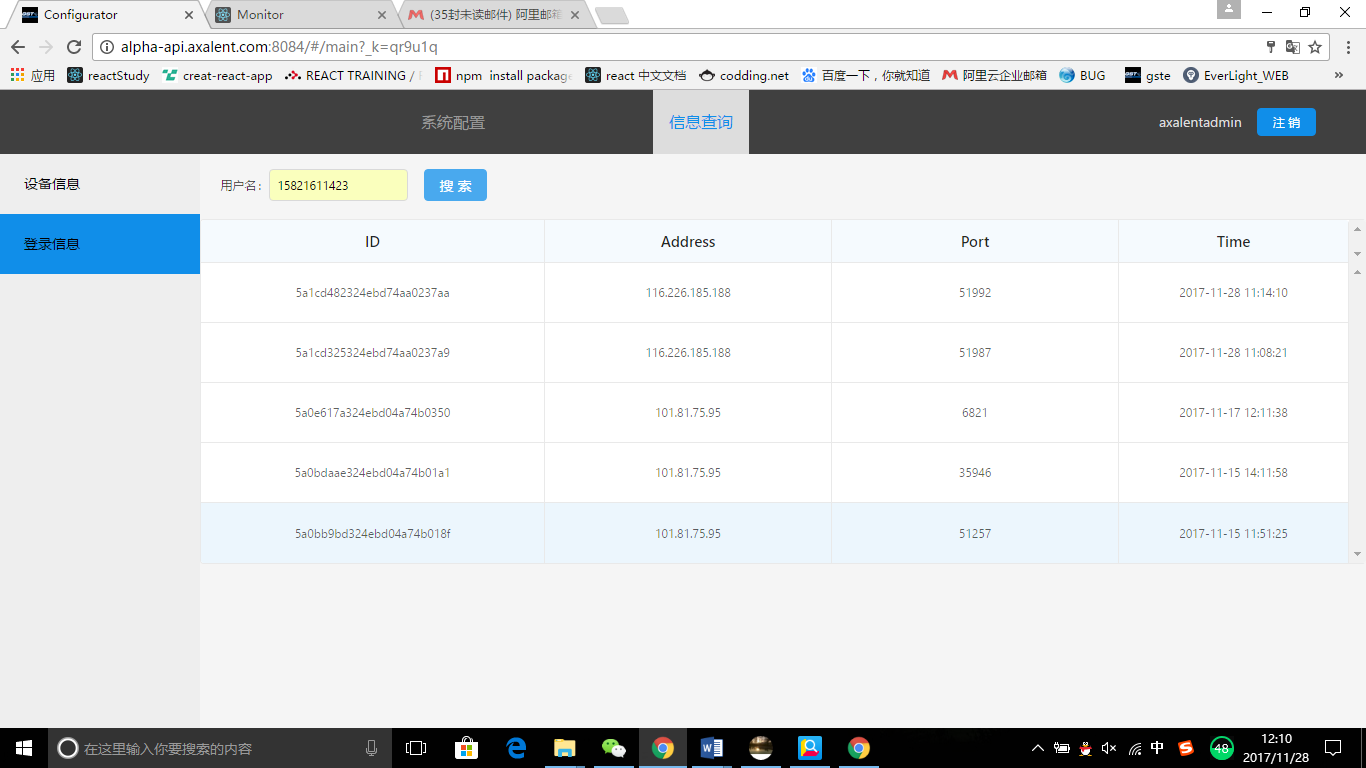 Configurator
Monitor
(35封未读邮件) 阿里邮箱
alpha-api.axalent.com:8084/#/main?_k=qr9u1q
应用 reactStudy creat-react-app REACT TRAINING / npm install package react 中文文档 codding.net 百度一下，你就知道 阿里云企业邮箱 BUG gste EverLight_WEB »
系统配置 信息查询 axalentadmin 注 销
设备信息
登录信息
用户名： 15821611423 搜 索
ID Address Port Time
5a1cd482324ebd74aa0237aa 116.226.185.188 51992 2017-11-28 11:14:10
5a1cd325324ebd74aa0237a9 116.226.185.188 51987 2017-11-28 11:08:21
5a0e617a324ebd04a74b0350 101.81.75.95 6821 2017-11-17 12:11:38
5a0bdaae324ebd04a74b01a1 101.81.75.95 35946 2017-11-15 14:11:58
5a0bb9bd324ebd04a74b018f 101.81.75.95 51257 2017-11-15 11:51:25
在这里输入你要搜索的内容
中 48 12:10
2017/11/28